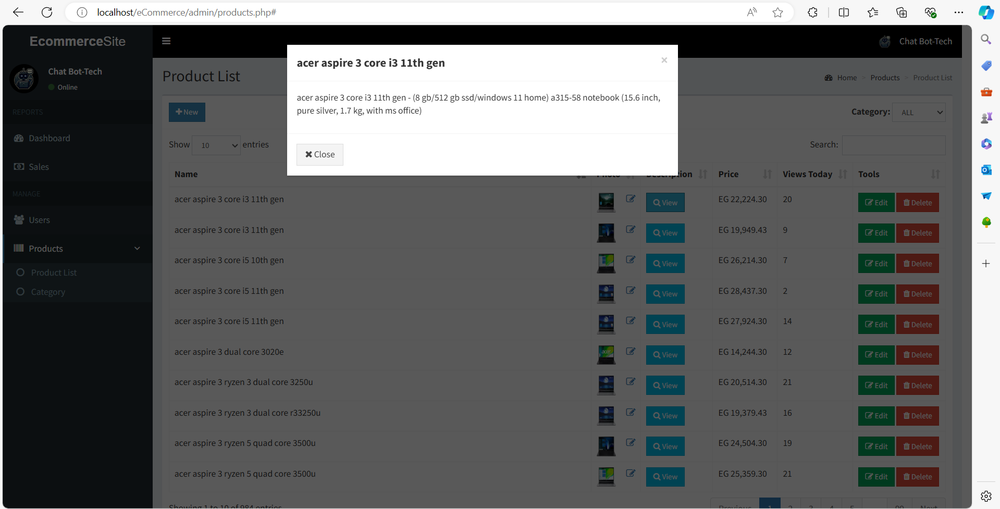 localhost/eCommerce/admin/products.php#
EcommerceSite
Chat Bot-Tech
Chat Bot-Tech
Online
REPORTS
Dashboard
Sales
MANAGE
Users
Products
Product List
Category
Product List
Home > Products > Product List
New
Category: ALL
Show 10 entries
Search:
acer aspire 3 core i3 11th gen
×
acer aspire 3 core i3 11th gen - (8 gb/512 gb ssd/windows 11 home) a315-58 notebook (15.6 inch,
pure silver, 1.7 kg, with ms office)
Close
Name Photo Description Price Views Today Tools
acer aspire 3 core i3 11th gen View EG 22,224.30 20 Edit Delete
acer aspire 3 core i3 11th gen View EG 19,949.43 9 Edit Delete
acer aspire 3 core i5 10th gen View EG 26,214.30 7 Edit Delete
acer aspire 3 core i5 11th gen View EG 28,437.30 2 Edit Delete
acer aspire 3 core i5 11th gen View EG 27,924.30 14 Edit Delete
acer aspire 3 dual core 3020e View EG 14,244.30 12 Edit Delete
acer aspire 3 ryzen 3 dual core 3250u View EG 20,514.30 21 Edit Delete
acer aspire 3 ryzen 3 dual core r33250u View EG 19,379.43 16 Edit Delete
acer aspire 3 ryzen 5 quad core 3500u View EG 24,504.30 19 Edit Delete
acer aspire 3 ryzen 5 quad core 3500u View EG 25,359.30 21 Edit Delete
Showing 1 to 10 of 984 entries
Previous 1 2 3 4 5 … 99 Next